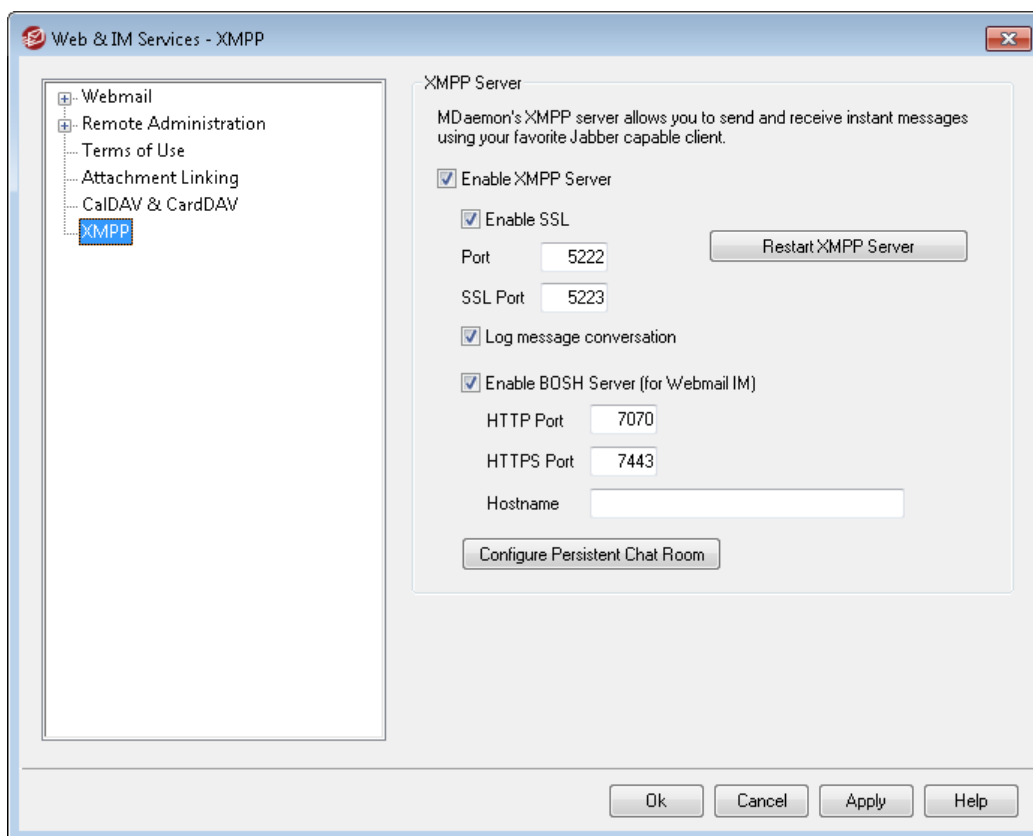 Web & IM Services - XMPP
Webmail
Remote Administration
Terms of Use
Attachment Linking
CalDAV & CardDAV
XMPP
XMPP Server
MDaemon's XMPP server allows you to send and receive instant messages
using your favorite Jabber capable client.
Enable XMPP Server
Enable SSL
Restart XMPP Server
Port 5222
SSL Port 5223
Log message conversation
Enable BOSH Server (for Webmail IM)
HTTP Port 7070
HTTPS Port 7443
Hostname
Configure Persistent Chat Room
Ok Cancel Apply Help